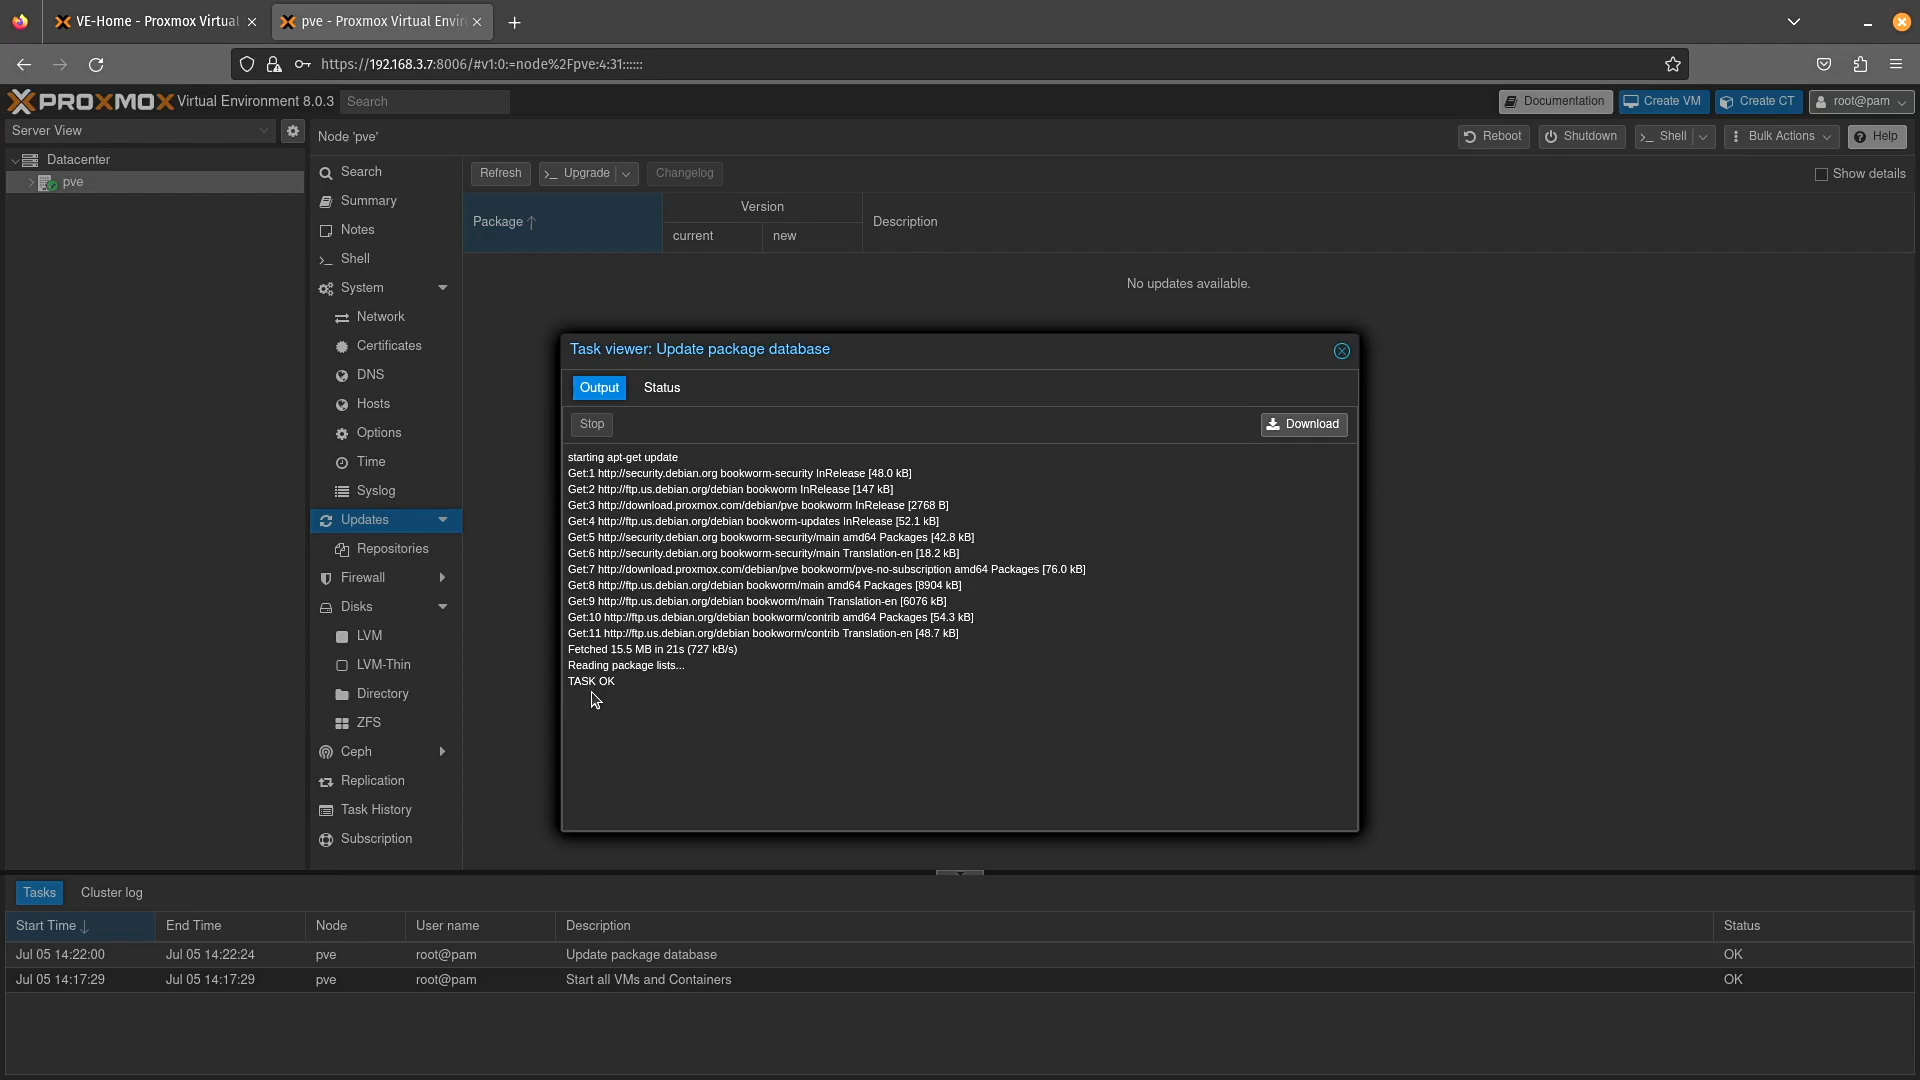 VE-Home - Proxmox Virtual
pve - Proxmox Virtual Envir
https://192.168.3.7:8006/#v1:0:=node%2Fpve:4:31::::::
PROXMOX Virtual Environment 8.0.3
Search
Documentation
Create VM
Create CT
root@pam
Server View
Node 'pve'
Reboot
Shutdown
Shell
Bulk Actions
Help
Datacenter
pve
Search
Summary
Notes
Shell
System
Network
Certificates
DNS
Hosts
Options
Time
Syslog
Updates
Repositories
Firewall
Disks
LVM
LVM-Thin
Directory
ZFS
Ceph
Replication
Task History
Subscription
Refresh
Upgrade
Changelog
Show details
Package
Version
current
new
Description
No updates available.
Task viewer: Update package database
Output
Status
Stop
Download
starting apt-get update
Get:1 http://security.debian.org bookworm-security InRelease [48.0 kB]
Get:2 http://ftp.us.debian.org/debian bookworm InRelease [147 kB]
Get:3 http://download.proxmox.com/debian/pve bookworm InRelease [2768 B]
Get:4 http://ftp.us.debian.org/debian bookworm-updates InRelease [52.1 kB]
Get:5 http://security.debian.org bookworm-security/main amd64 Packages [42.8 kB]
Get:6 http://security.debian.org bookworm-security/main Translation-en [18.2 kB]
Get:7 http://download.proxmox.com/debian/pve bookworm/pve-no-subscription amd64 Packages [76.0 kB]
Get:8 http://ftp.us.debian.org/debian bookworm/main amd64 Packages [8904 kB]
Get:9 http://ftp.us.debian.org/debian bookworm/main Translation-en [6076 kB]
Get:10 http://ftp.us.debian.org/debian bookworm/contrib amd64 Packages [54.3 kB]
Get:11 http://ftp.us.debian.org/debian bookworm/contrib Translation-en [48.7 kB]
Fetched 15.5 MB in 21s (727 kB/s)
Reading package lists...
TASK OK
Tasks
Cluster log
Start Time
End Time
Node
User name
Description
Status
Jul 05 14:22:00 Jul 05 14:22:24 pve root@pam Update package database OK
Jul 05 14:17:29 Jul 05 14:17:29 pve root@pam Start all VMs and Containers OK